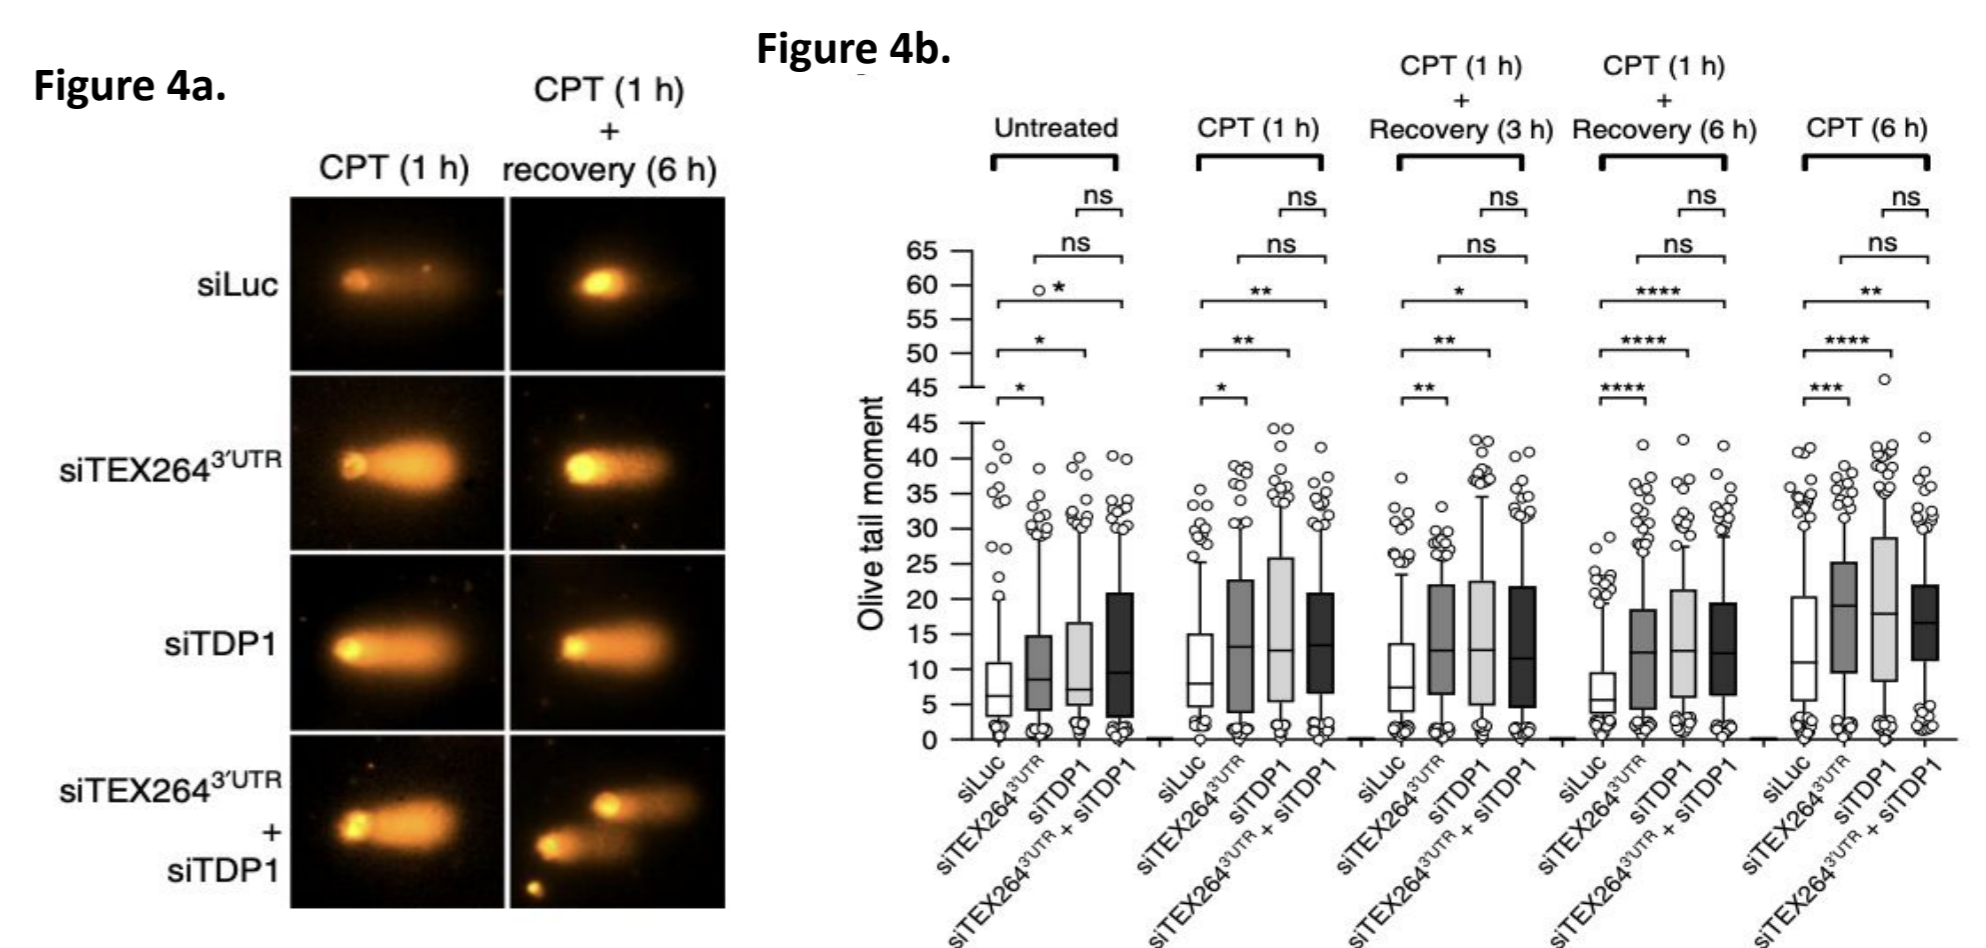 Figure 4a.
CPT (1 h)
CPT (1 h)
+
recovery (6 h)
siLuc
siTEX264³′ᵁᵀᴿ
siTDP1
siTEX264³′ᵁᵀᴿ
+
siTDP1
Figure 4b.
Untreated
CPT (1 h)
CPT (1 h)
+
Recovery (3 h)
CPT (1 h)
+
Recovery (6 h)
CPT (6 h)
ns ns ns ns ns
ns ns ns ns ns
* ** * **** **
* ** ** **** ****
* * ** **** ***
Olive tail moment
65
60
55
50
45
45
40
35
30
25
20
15
10
5
0
siLuc
siTEX264³′ᵁᵀᴿ
siTDP1
siTEX264³′ᵁᵀᴿ + siTDP1
siLuc
siTEX264³′ᵁᵀᴿ
siTDP1
siTEX264³′ᵁᵀᴿ + siTDP1
siLuc
siTEX264³′ᵁᵀᴿ
siTDP1
siTEX264³′ᵁᵀᴿ + siTDP1
siLuc
siTEX264³′ᵁᵀᴿ
siTDP1
siTEX264³′ᵁᵀᴿ + siTDP1
siLuc
siTEX264³′ᵁᵀᴿ
siTDP1
siTEX264³′ᵁᵀᴿ + siTDP1